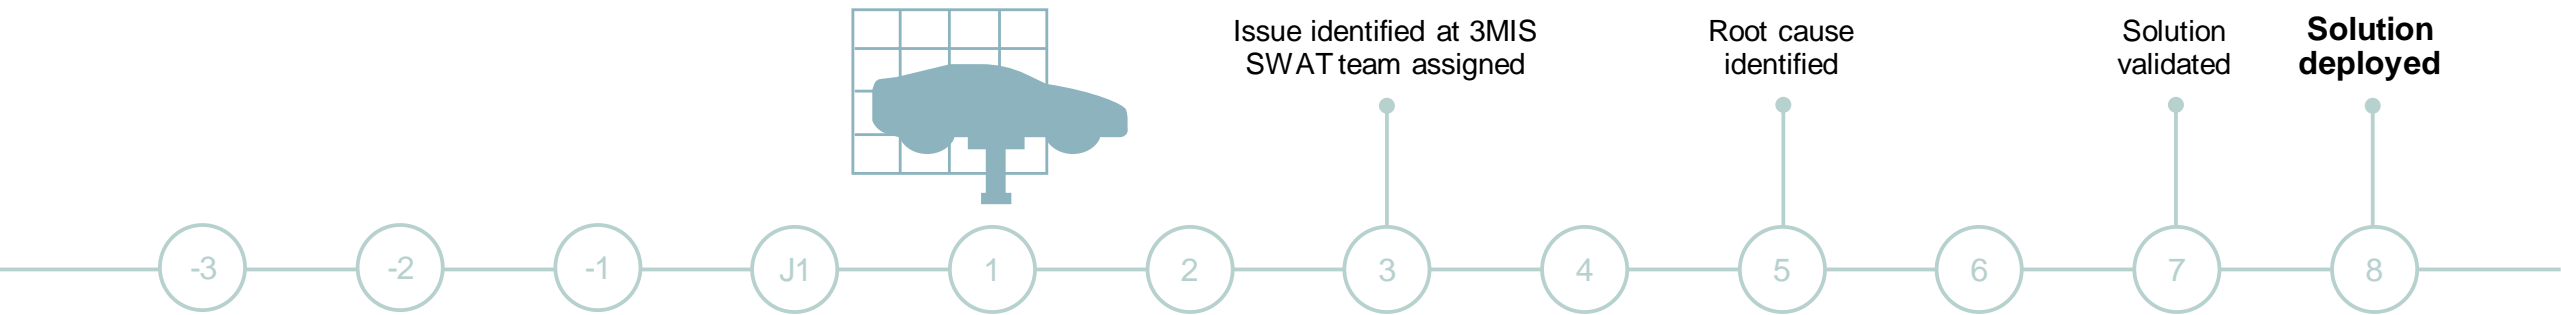 Issue identified at 3MIS
SWAT team assigned
Root cause
identified
Solution
validated
Solution
deployed
-3
-2
-1
J1
1
2
3
4
5
6
7
8